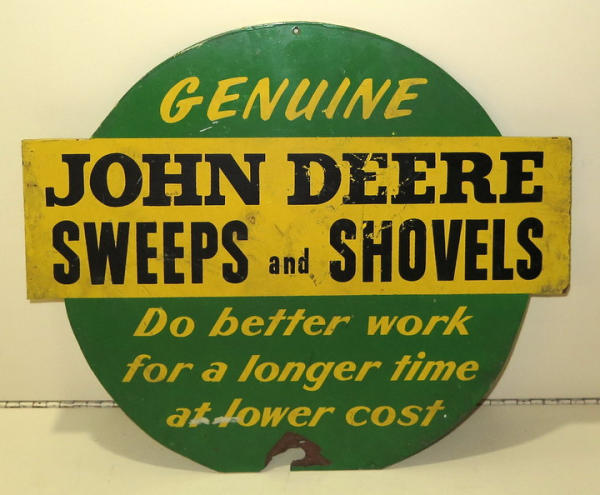 GENUINE
JOHN DEERE
SWEEPS and SHOVELS
Do better work
for a longer time
at lower cost